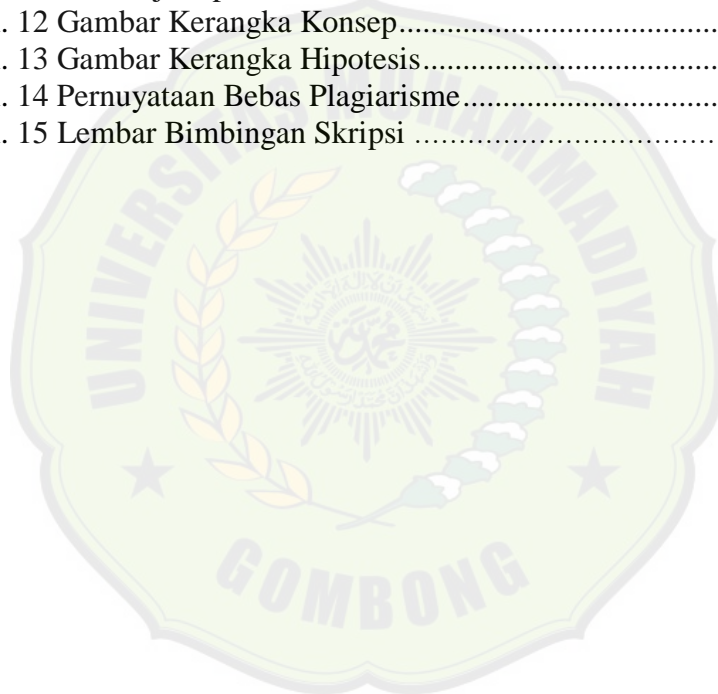 . 12 Gambar Kerangka Konsep........................................
. 13 Gambar Kerangka Hipotesis.....................................
. 14 Pernuyataan Bebas Plagiarisme................................
. 15 Lembar Bimbingan Skripsi ................................
UNIVERSITAS MUHAMMADIYAH
GOMBONG